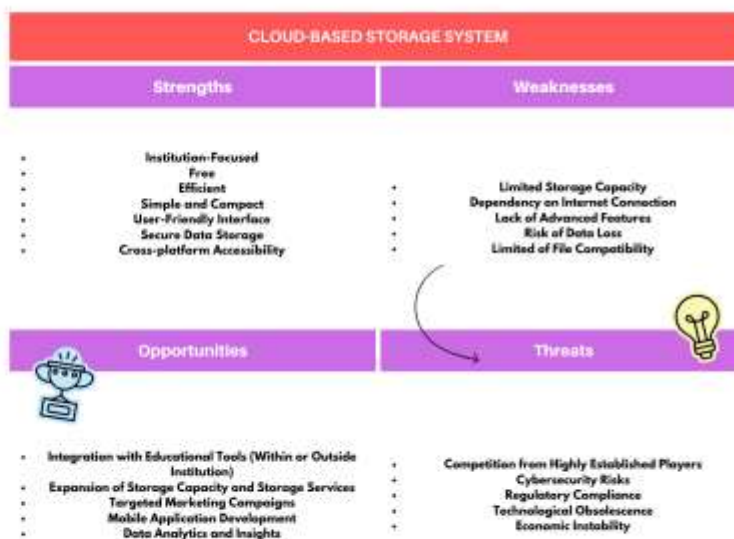 CLOUD-BASED STORAGE SYSTEM
Strengths
Weaknesses
Institution-Focused
Free
Efficient
Simple and Compact
User-Friendly Interface
Secure Data Storage
Cross-platform Accessibility
Limited Storage Capacity
Dependency on Internet Connection
Lack of Advanced Features
Risk of Data Loss
Limited of File Compatibility
Opportunities
Threats
Integration with Educational Tools (Within or Outside
Institution)
Expansion of Storage Capacity and Storage Services
Targeted Marketing Campaigns
Mobile Application Development
Data Analytics and Insights
Competition from Highly Established Players
Cybersecurity Risks
Regulatory Compliance
Technological Obsolescence
Economic Instability